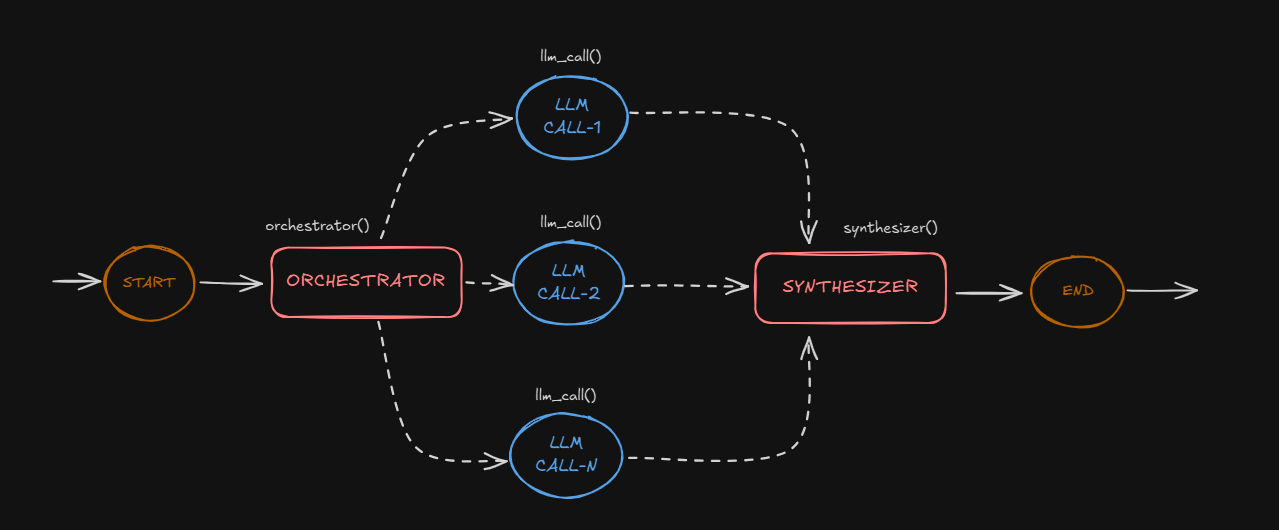 llm_call()
LLM
CALL-1
orchestrator()
llm_call()
synthesizer()
START
ORCHESTRATOR
LLM
CALL-2
SYNTHESIZER
END
llm_call()
LLM
CALL-N